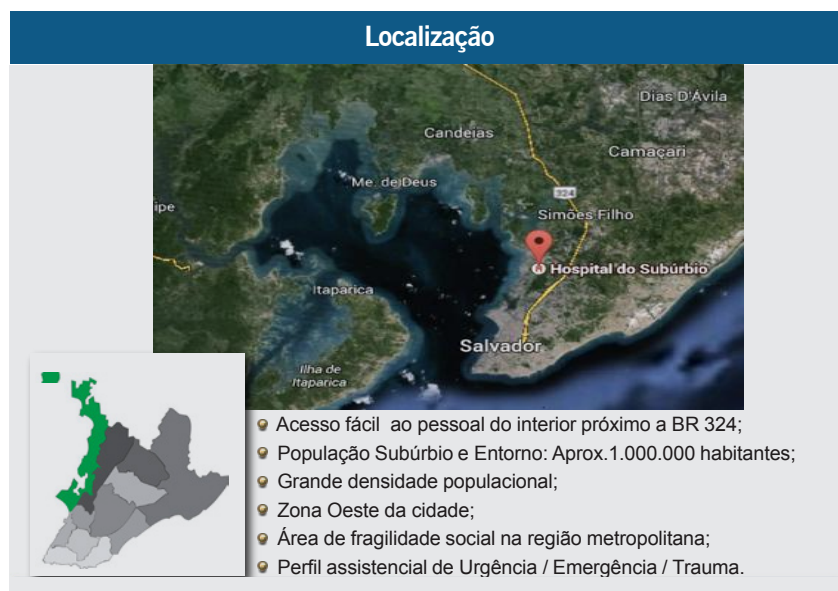 Localização
Dias D'Ávila
Candeias
Camaçari
Me. de Deus
324
ipe
Simões Filho
H Hospital do Subúrbio
Itaparica
Salvador
Ilha de
Itaparica
Acesso fácil ao pessoal do interior próximo a BR 324;
População Subúrbio e Entorno: Aprox.1.000.000 habitantes;
Grande densidade populacional;
Zona Oeste da cidade;
Área de fragilidade social na região metropolitana;
Perfil assistencial de Urgência / Emergência / Trauma.